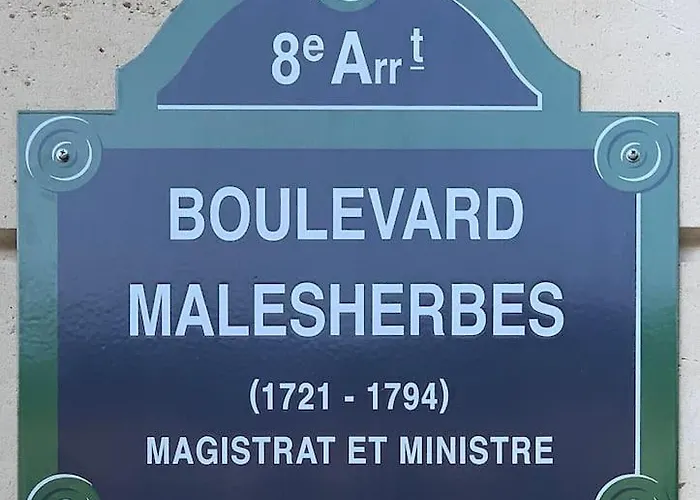 8e Arrt
BOULEVARD
MALESHERBES
(1721 - 1794)
MAGISTRAT ET MINISTRE